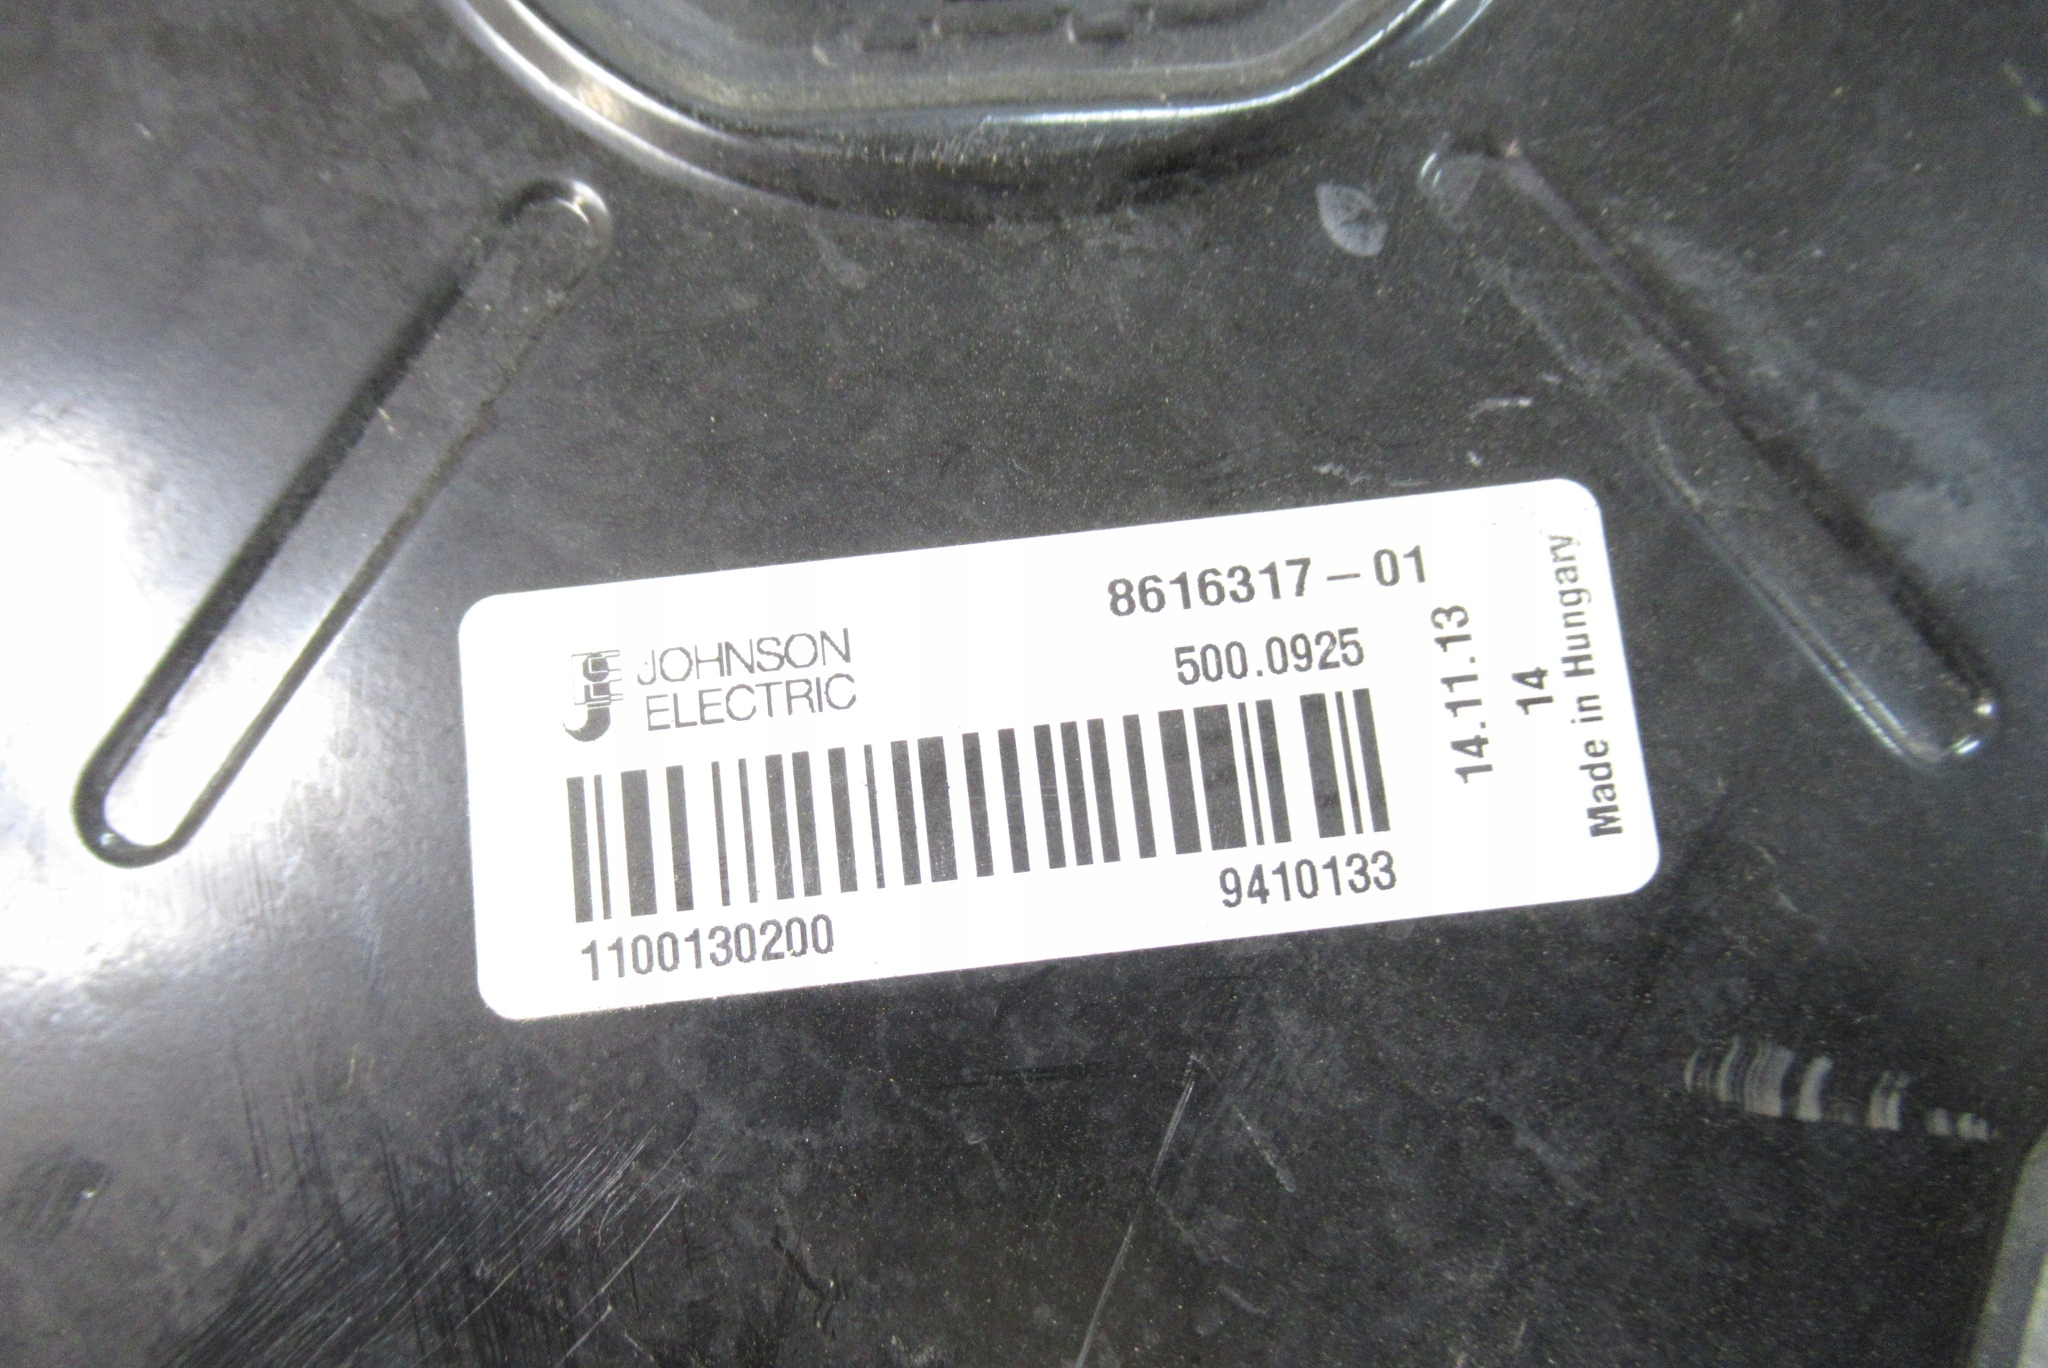 8616317-01
JOHNSON
ELECTRIC
500.0925
1100130200
9410133
14.11.13
14
Made in Hungary